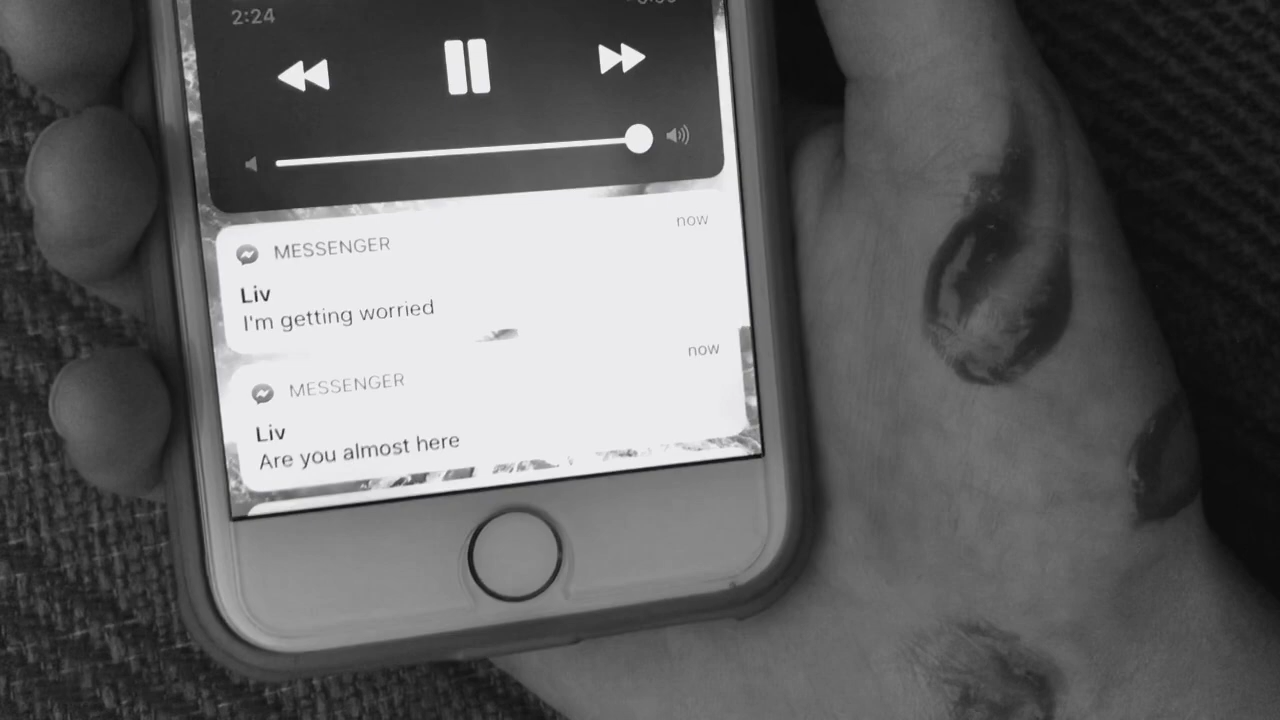 2:24
now
MESSENGER
Liv
I'm getting worried
now
MESSENGER
Liv
Are you almost here